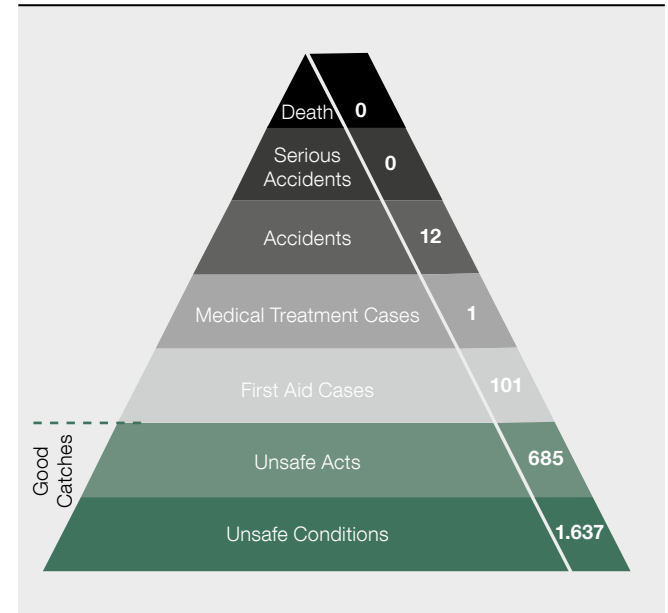 Death 0
Serious
Accidents 0
Accidents 12
Medical Treatment Cases 1
First Aid Cases 101
Good
Catches
Unsafe Acts 685
Unsafe Conditions 1.637